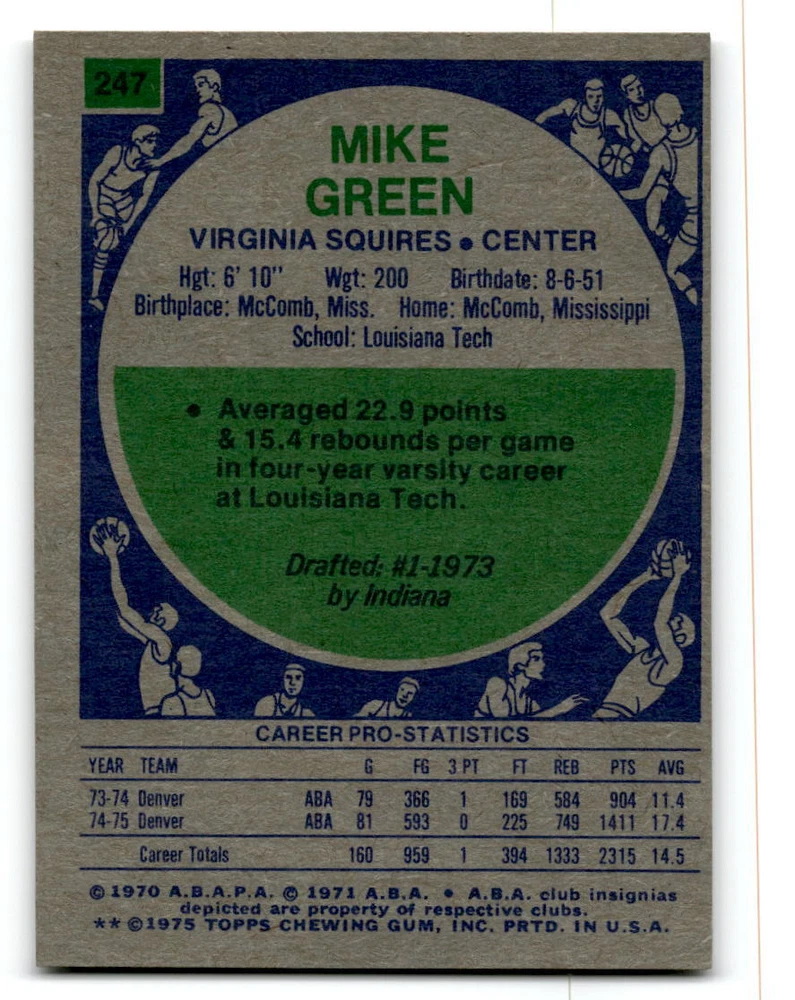 247
MIKE
GREEN
VIRGINIA SQUIRES • CENTER
Hgt: 6' 10" Wgt: 200 Birthdate: 8-6-51
Birthplace: McComb, Miss. Home: McComb, Mississippi
School: Louisiana Tech
• Averaged 22.9 points
& 15.4 rebounds per game
in four-year varsity career
at Louisiana Tech.
Drafted: #1-1973
by Indiana
CAREER PRO-STATISTICS
YEAR TEAM G FG 3 PT FT REB PTS AVG
73-74 Denver ABA 79 366 1 169 584 904 11.4
74-75 Denver ABA 81 593 0 225 749 1411 17.4
Career Totals 160 959 1 394 1333 2315 14.5
© 1970 A.B.A.P.A. © 1971 A.B.A. • A.B.A. club insignias
depicted are property of respective clubs.
** ©1975 TOPPS CHEWING GUM, INC. PRTD. IN U.S.A.